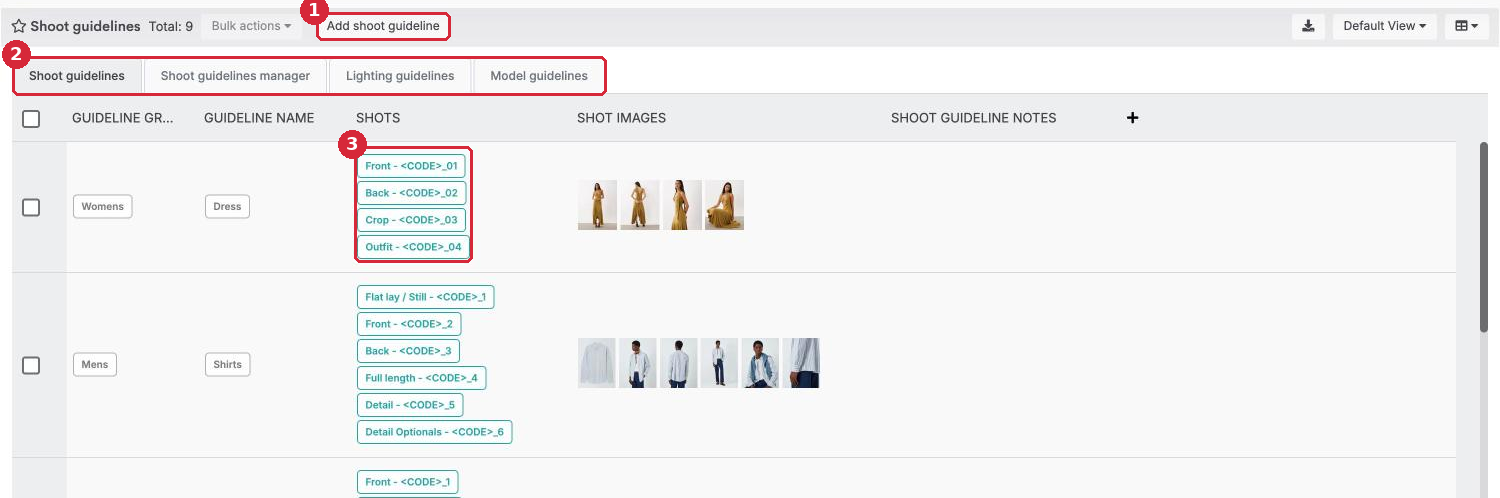 1
Shoot guidelines Total: 9 Bulk actions Add shoot guideline Default View
2
Shoot guidelines Shoot guidelines manager Lighting guidelines Model guidelines
GUIDELINE GR... GUIDELINE NAME SHOTS SHOT IMAGES SHOOT GUIDELINE NOTES +
3
Front - <CODE>_01
Back - <CODE>_02
Womens Dress
Crop - <CODE>_03
Outfit - <CODE>_04
Flat lay / Still - <CODE>_1
Front - <CODE>_2
Back - <CODE>_3
Mens Shirts
Full length - <CODE>_4
Detail - <CODE>_5
Detail Optionals - <CODE>_6
Front - <CODE>_1